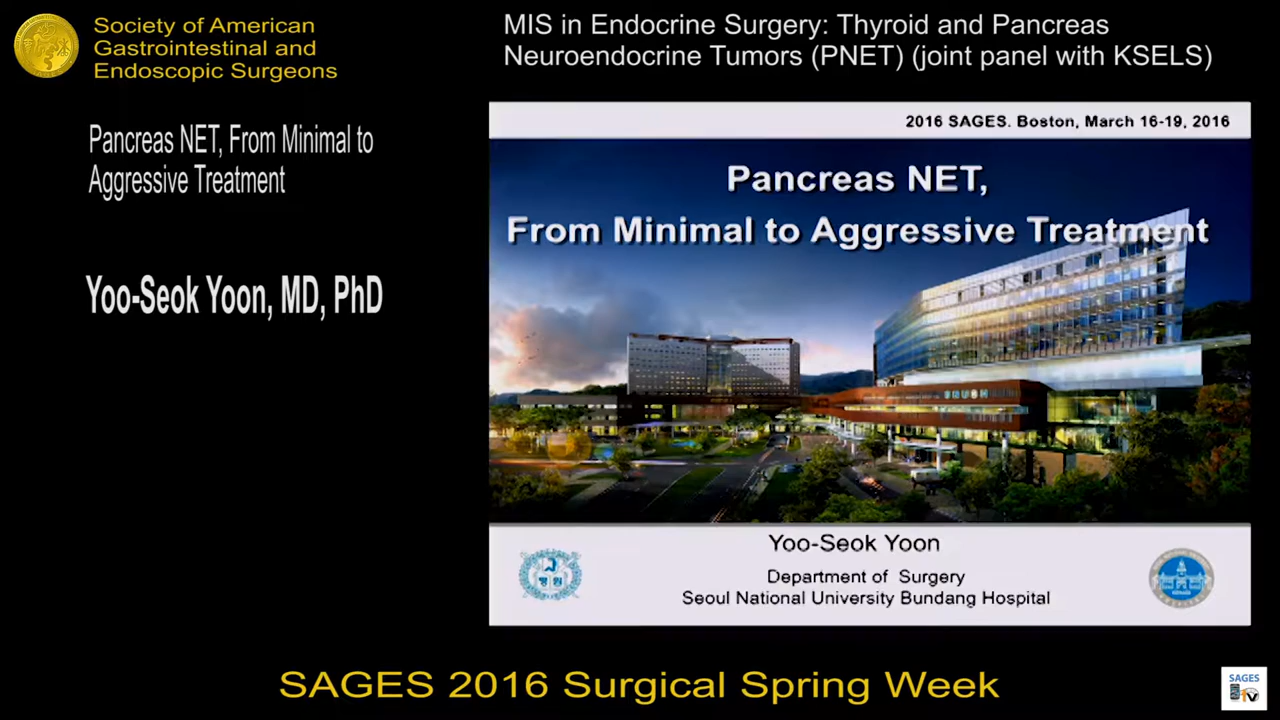 Society of American
Gastrointestinal and
Endoscopic Surgeons
MIS in Endocrine Surgery: Thyroid and Pancreas
Neuroendocrine Tumors (PNET) (joint panel with KSELS)
Pancreas NET, From Minimal to
Aggressive Treatment
Yoo-Seok Yoon, MD, PhD
2016 SAGES. Boston, March 16-19, 2016
Pancreas NET,
From Minimal to Aggressive Treatment
SNUBH
Yoo-Seok Yoon
Department of Surgery
Seoul National University Bundang Hospital
SAGES 2016 Surgical Spring Week
SAGES
TV